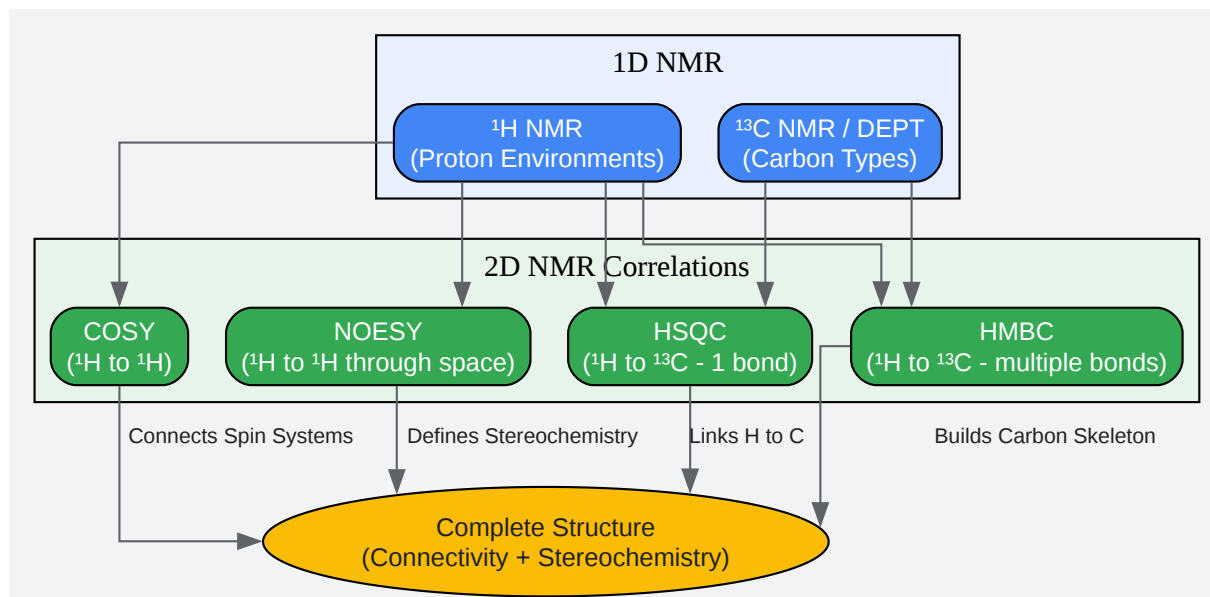 1D NMR
¹H NMR
(Proton Environments)
¹³C NMR / DEPT
(Carbon Types)
2D NMR Correlations
COSY
(¹H to ¹H)
NOESY
(¹H to ¹H through space)
HSQC
(¹H to ¹³C - 1 bond)
HMBC
(¹H to ¹³C - multiple bonds)
Connects Spin Systems
Defines Stereochemistry
Links H to C
Builds Carbon Skeleton
Complete Structure
(Connectivity + Stereochemistry)